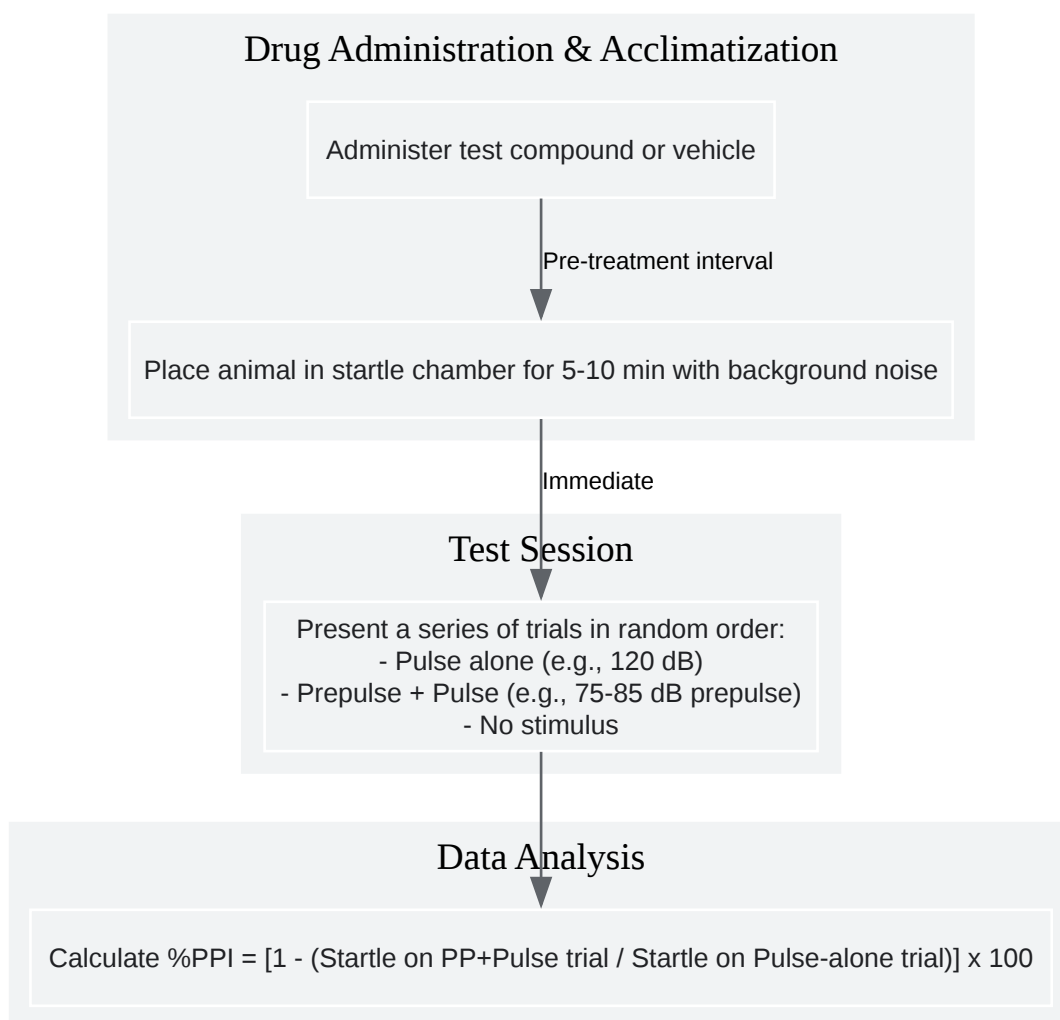 Drug Administration & Acclimatization
Administer test compound or vehicle
Pre-treatment interval
Place animal in startle chamber for 5-10 min with background noise
Immediate
Test Session
Present a series of trials in random order:
- Pulse alone (e.g., 120 dB)
- Prepulse + Pulse (e.g., 75-85 dB prepulse)
- No stimulus
Data Analysis
Calculate %PPI = [1 - (Startle on PP+Pulse trial / Startle on Pulse-alone trial)] x 100